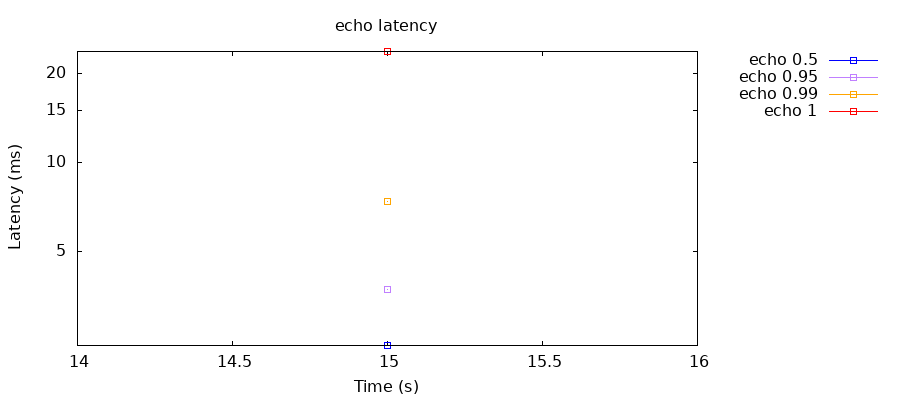 echo latency
echo 0.5
echo 0.95
echo 0.99
echo 1
20
15
10
5
Latency (ms)
14 14.5 15 15.5 16
Time (s)